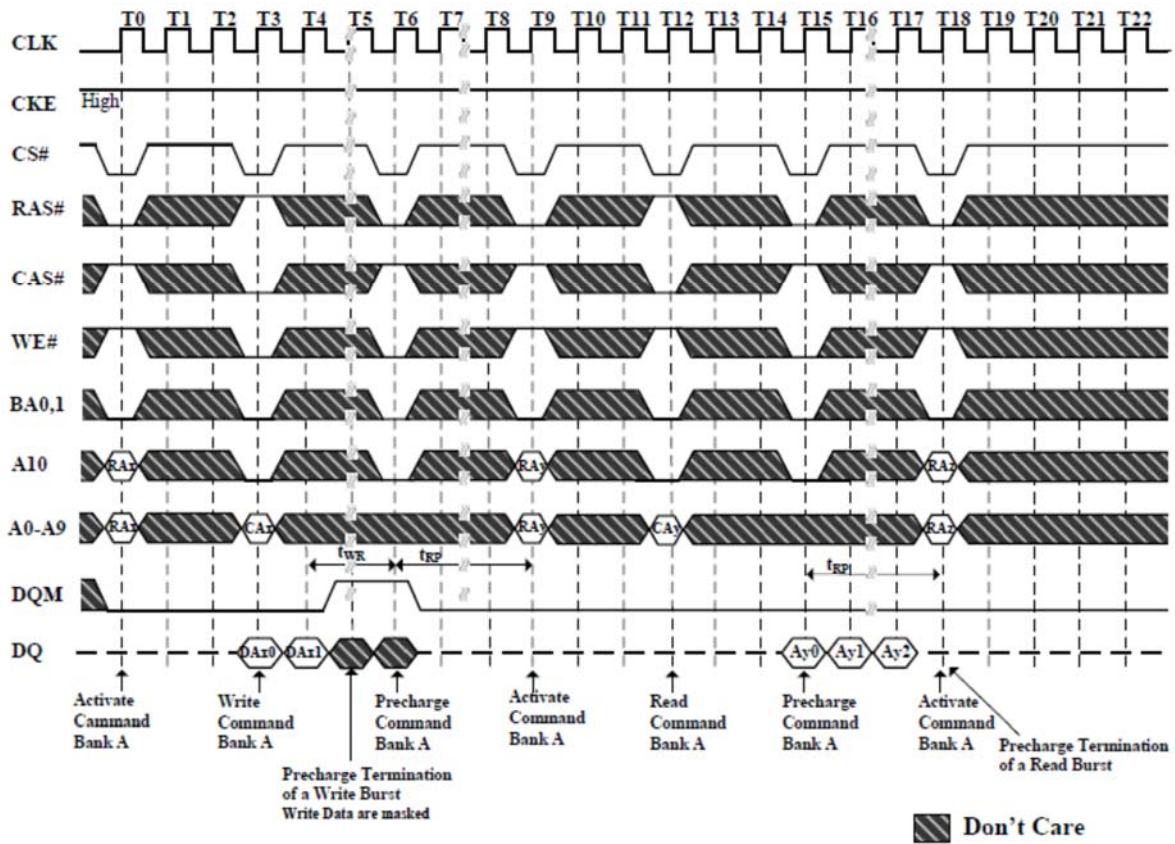 T0 T1 T2 T3 T4 T5 T6 T7 T8 T9 T10 T11 T12 T13 T14 T15 T16 T17 T18 T19 T20 T21 T22
CLK
CKE High
CS#
RAS#
CAS#
WE#
BA0,1
A10 RAx RAy RAz
A0-A9 RAx CAx RAy CAy RAz
tWR tRP tRP
DQM
DQ DAx0 DAx1 Ay0 Ay1 Ay2
Activate
Cammand
Bank A
Write
Command
Bank A
Precharge
Command
Bank A
Activate
Command
Bank A
Read
Command
Bank A
Precharge
Command
Bank A
Activate
Command
Bank A
Precharge Termination
of a Read Burst
Precharge Termination
of a Write Burst
Write Data are masked
Don't Care